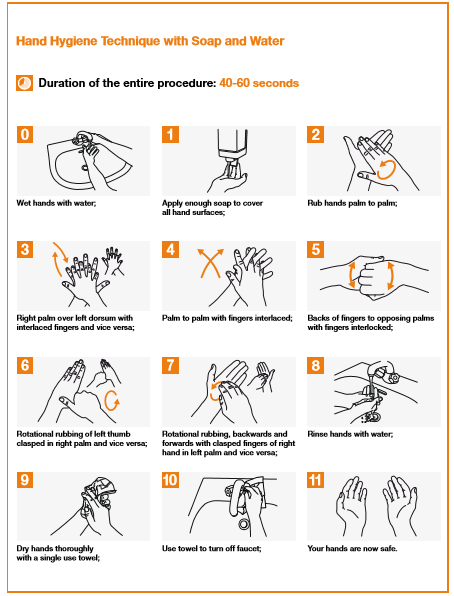 Hand Hygiene Technique with Soap and Water
Duration of the entire procedure: 40-60 seconds
0
Wet hands with water;
1
Apply enough soap to cover
all hand surfaces;
2
Rub hands palm to palm;
3
Right palm over left dorsum with
interlaced fingers and vice versa;
4
Palm to palm with fingers interlaced;
5
Backs of fingers to opposing palms
with fingers interlocked;
6
Rotational rubbing of left thumb
clasped in right palm and vice versa;
7
Rotational rubbing, backwards and
forwards with clasped fingers of right
hand in left palm and vice versa;
8
Rinse hands with water;
9
Dry hands thoroughly
with a single use towel;
10
Use towel to turn off faucet;
11
Your hands are now safe.